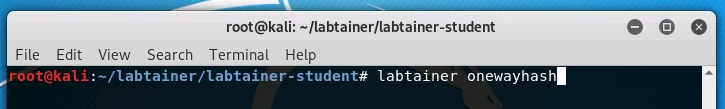 root@kali: ~/labtainer/labtainer-student
File Edit View Search Terminal Help
root@kali:~/labtainer/labtainer-student# labtainer onewayhash